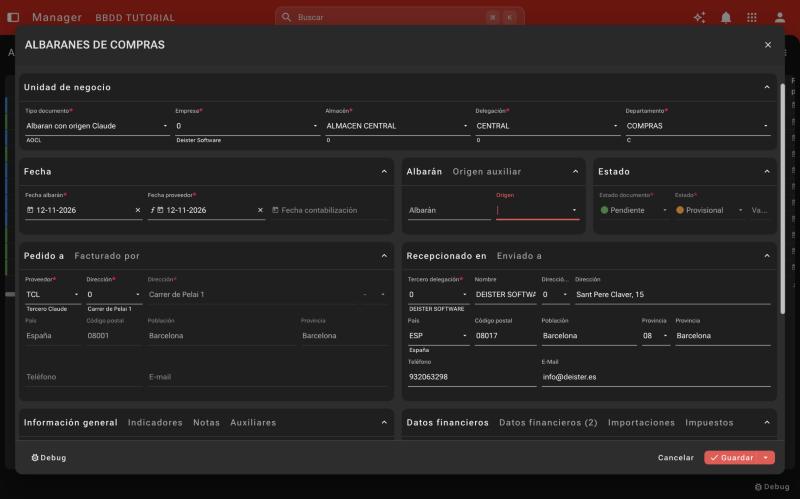 Manager BBDD TUTORIAL
Buscar ⌘ K
ALBARANES DE COMPRAS
Unidad de negocio
Tipo documento* Empresa* Almacén* Delegación* Departamento*
Albaran con origen Claude 0 ALMACEN CENTRAL CENTRAL COMPRAS
AOCL Deister Software 0 0 C
Fecha
Albarán Origen auxiliar
Estado
Fecha albarán* Fecha proveedor*
12-11-2026 12-11-2026 Fecha contabilización
Origen
Albarán
Estado documento* Estado*
Pendiente Provisional Va...
Pedido a Facturado por
Proveedor* Dirección* Dirección*
TCL 0 Carrer de Pelai 1
Tercero Claude Carrer de Pelai 1
País Código postal Población Provincia
España 08001 Barcelona Barcelona
Teléfono E-mail
Recepcionado en Enviado a
Tercero delegación* Nombre Direcció... Dirección
0 DEISTER SOFTWA 0 Sant Pere Claver, 15
DEISTER SOFTWARE
País Código postal Población Provincia Provincia
ESP 08017 Barcelona 08 Barcelona
España
Teléfono E-Mail
932063298 info@deister.es
Información general Indicadores Notas Auxiliares
Datos financieros Datos financieros (2) Importaciones Impuestos
Debug
Cancelar Guardar
Debug